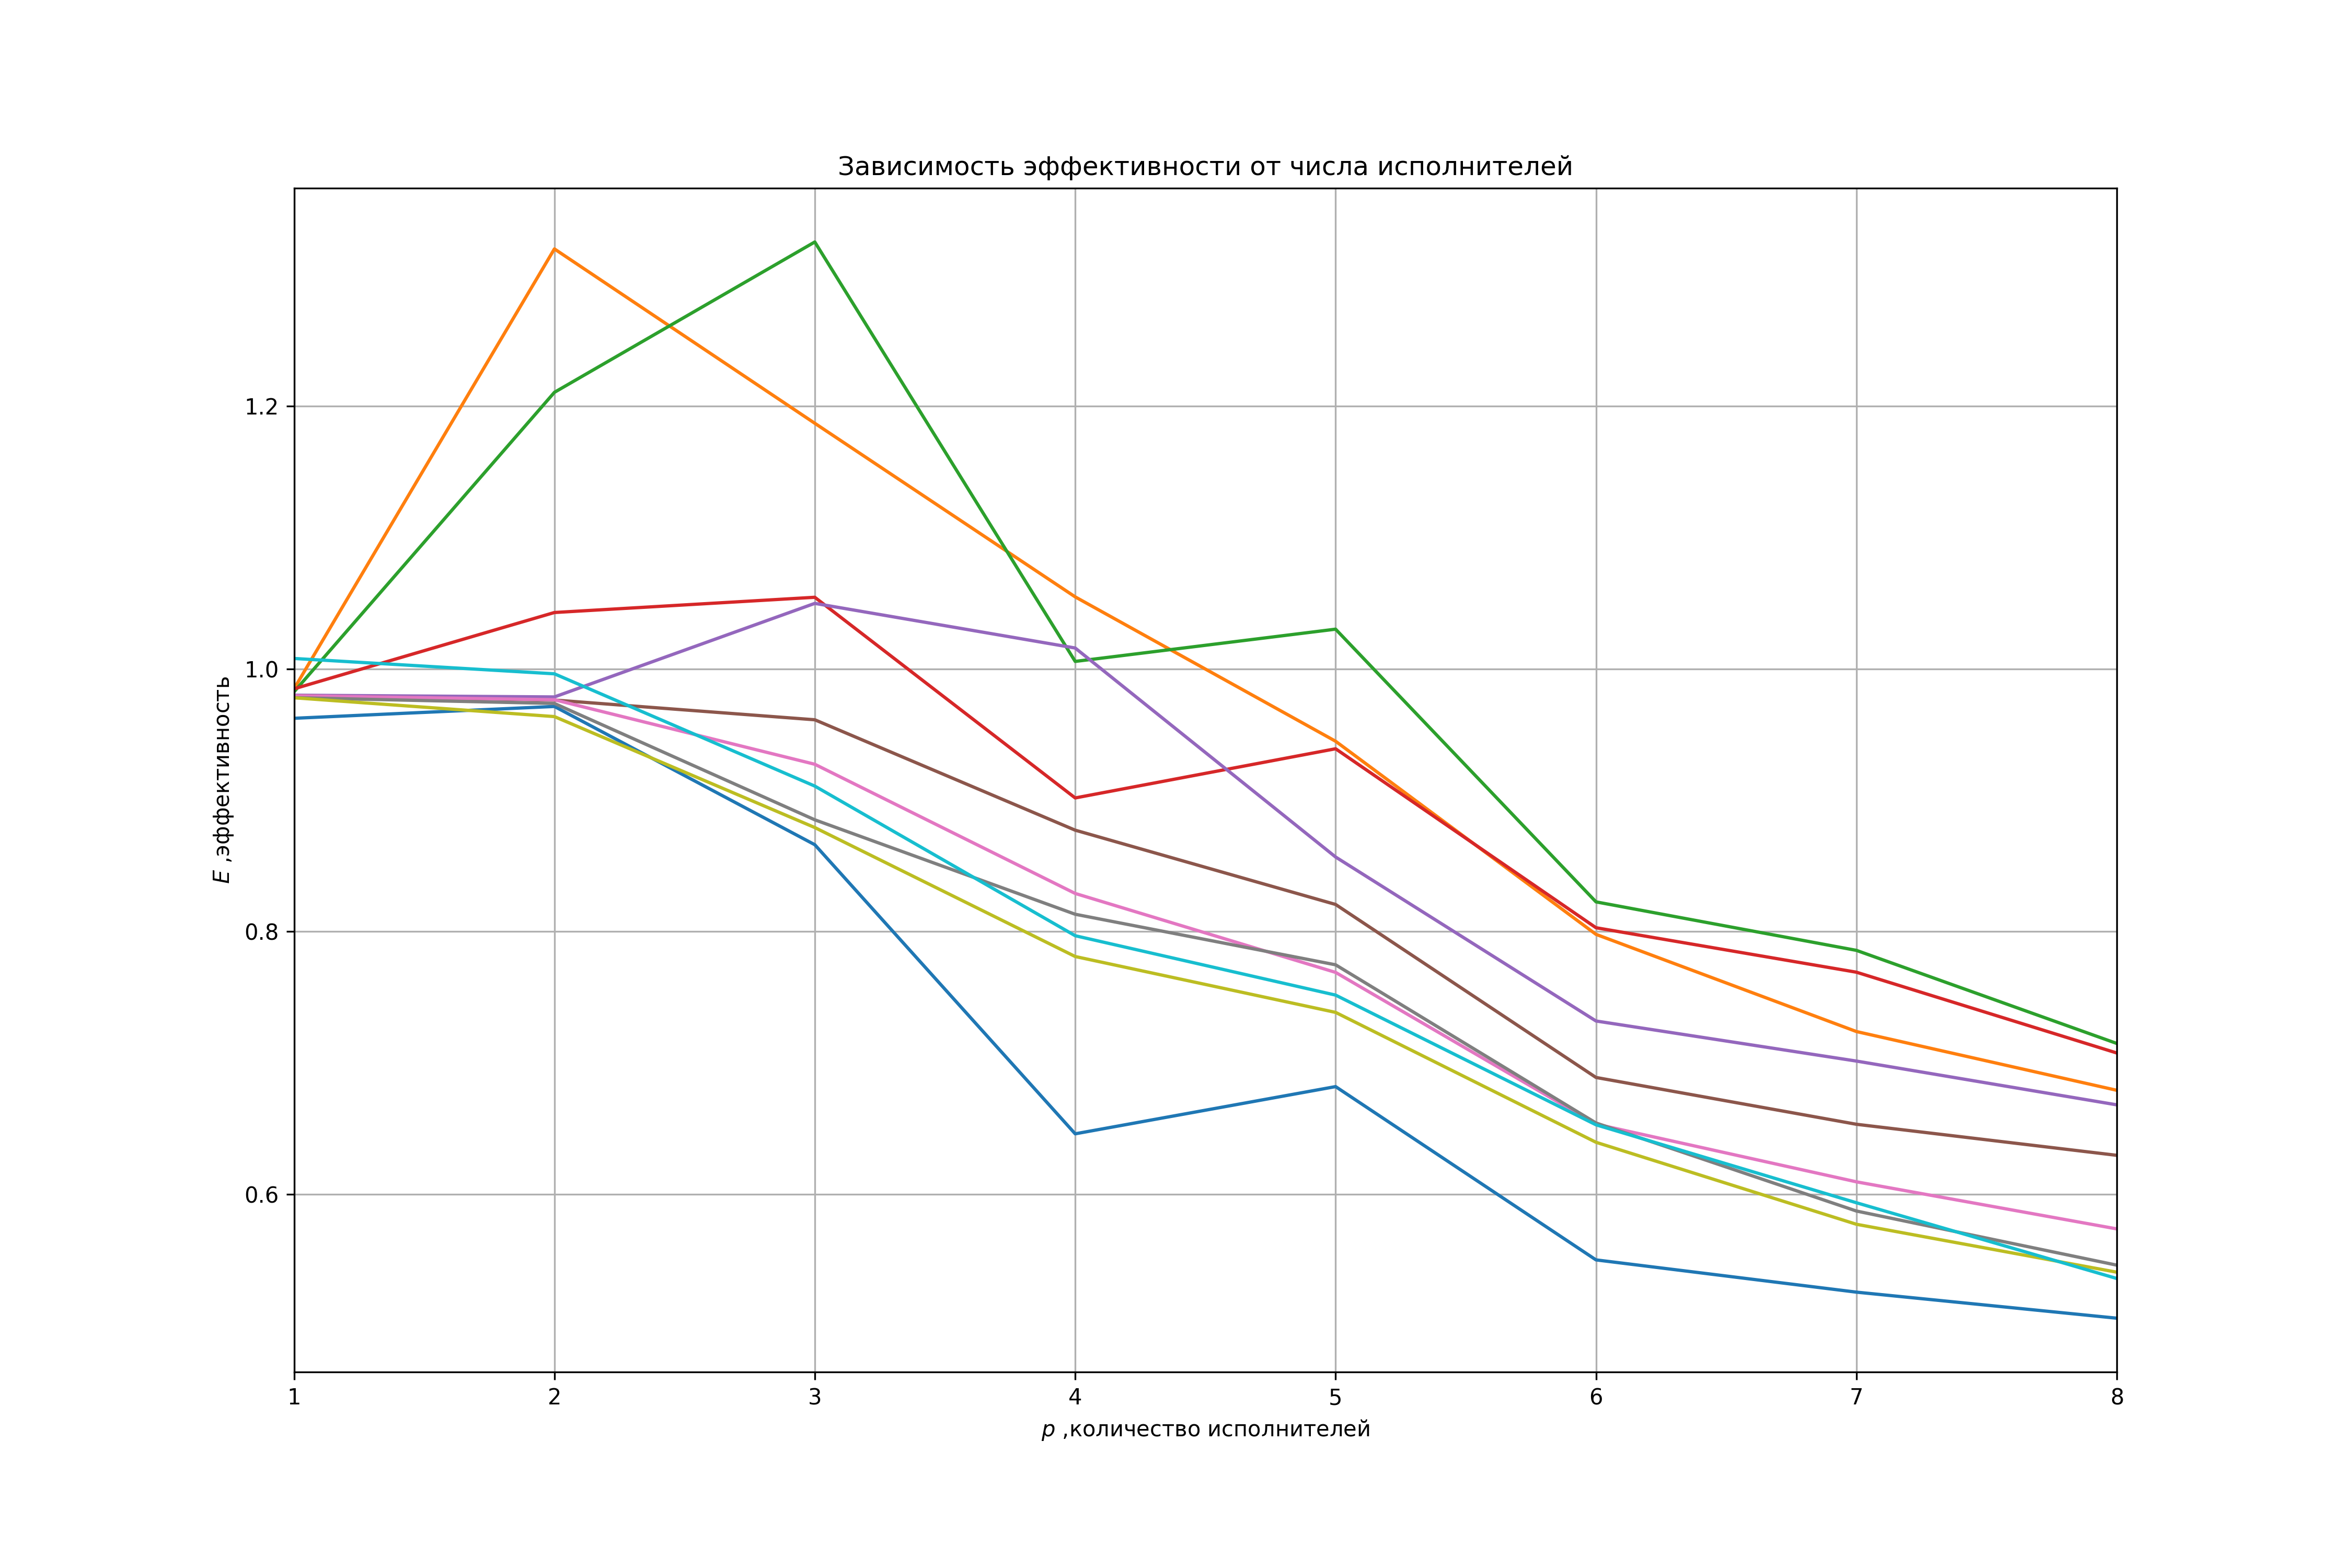 Зависимость эффективности от числа исполнителей
1.2
1.0
0.8
0.6
E ,эффективность
1 2 3 4 5 6 7 8
p ,количество исполнителей